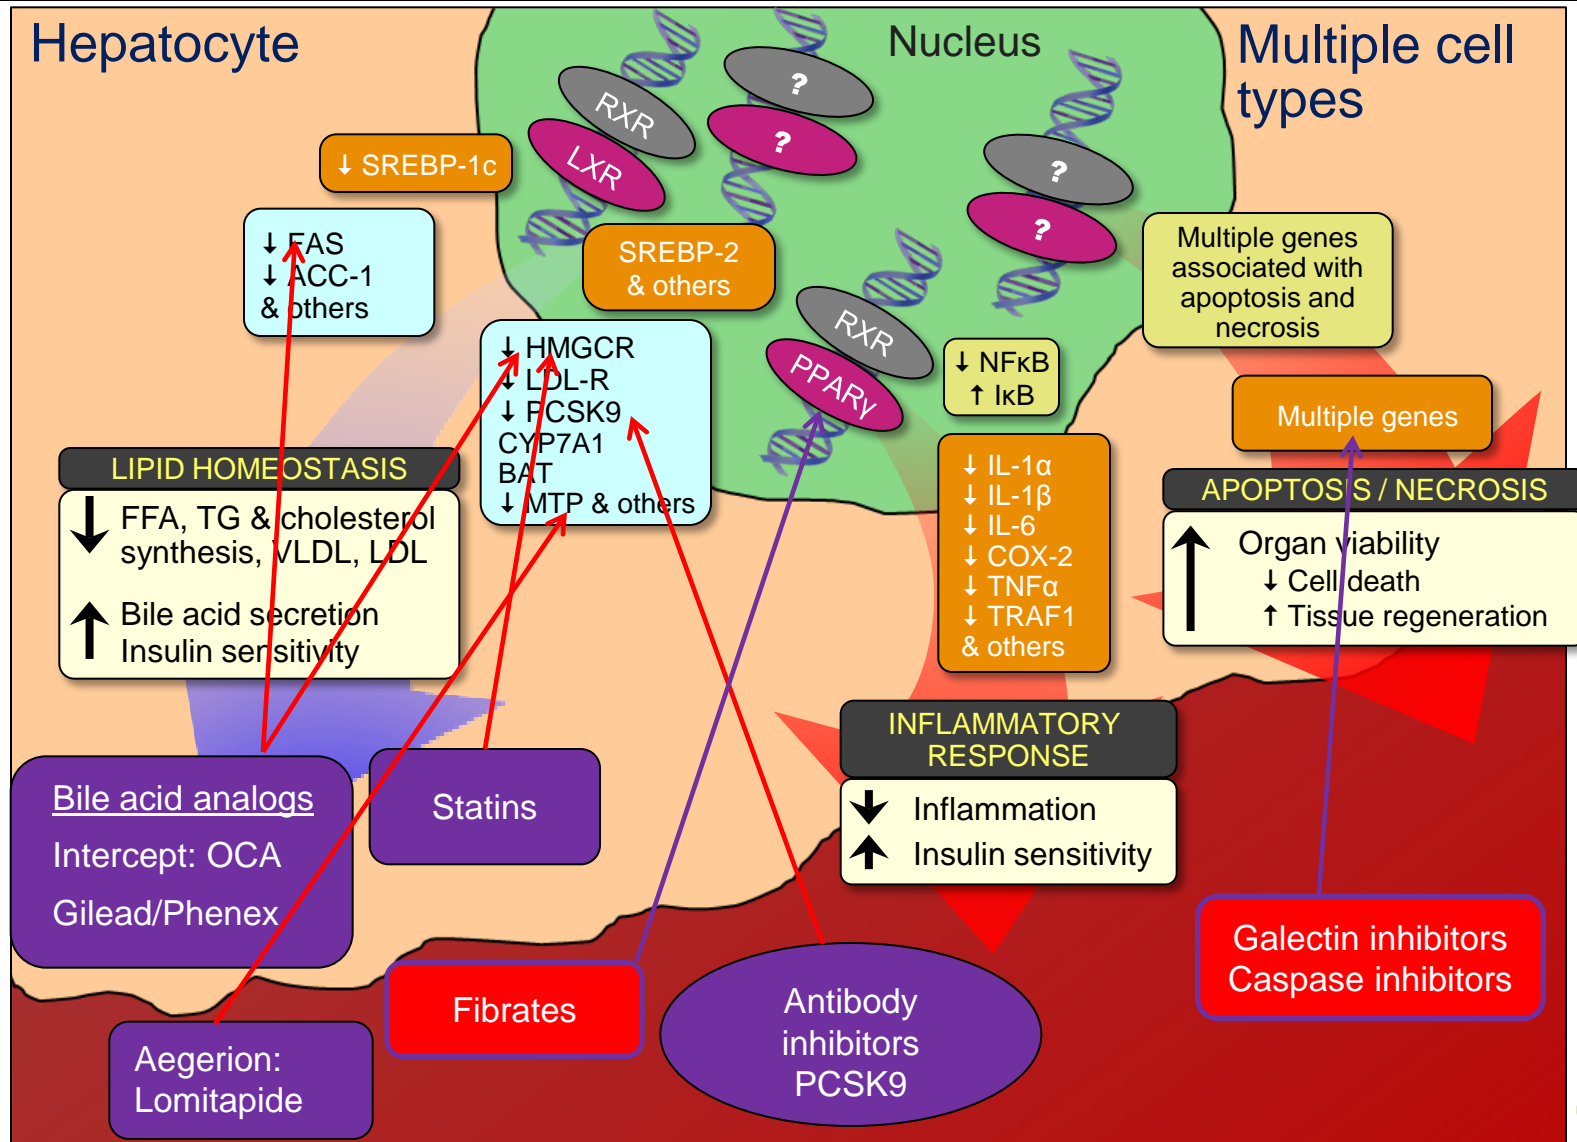 Hepatocyte
Nucleus
Multiple cell
types
RXR
LXR
?
?
?
?
↓ SREBP-1c
↓ FAS
↓ ACC-1
& others
SREBP-2
& others
Multiple genes
associated with
apoptosis and
necrosis
↓ HMGCR
↓ LDL-R
↓ PCSK9
CYP7A1
BAT
↓ MTP & others
RXR
PPARγ
↓ NFκB
↑ IκB
Multiple genes
↓ IL-1α
↓ IL-1β
↓ IL-6
↓ COX-2
↓ TNFα
↓ TRAF1
& others
LIPID HOMEOSTASIS
↓ FFA, TG & cholesterol
synthesis, VLDL, LDL
↑ Bile acid secretion
Insulin sensitivity
APOPTOSIS / NECROSIS
↑ Organ viability
↓ Cell death
↑ Tissue regeneration
INFLAMMATORY
RESPONSE
↓ Inflammation
↑ Insulin sensitivity
Bile acid analogs
Intercept: OCA
Gilead/Phenex
Statins
Aegerion:
Lomitapide
Fibrates
Antibody
inhibitors
PCSK9
Galectin inhibitors
Caspase inhibitors